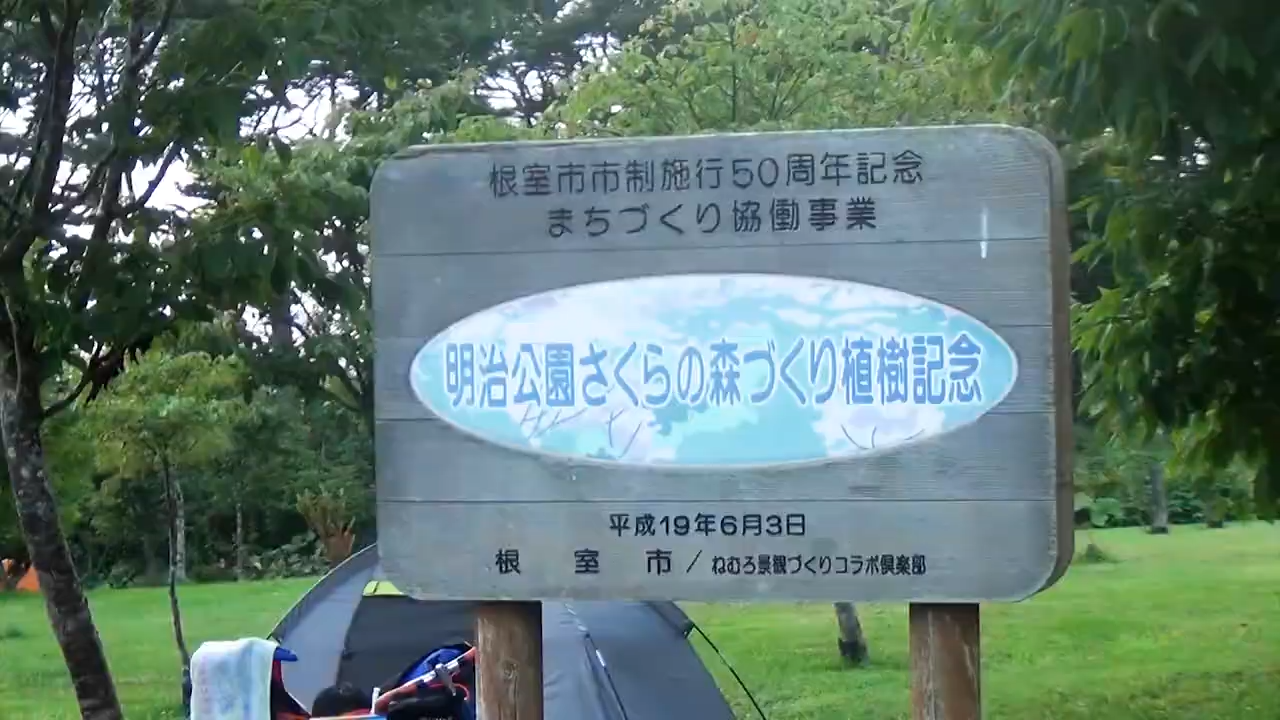 根室市市制施行50周年記念
まちづくり協働事業
明治公園さくらの森づくり植樹記念
平成19年6月3日
根室市/ねむろ景観づくりコラボ倶楽部